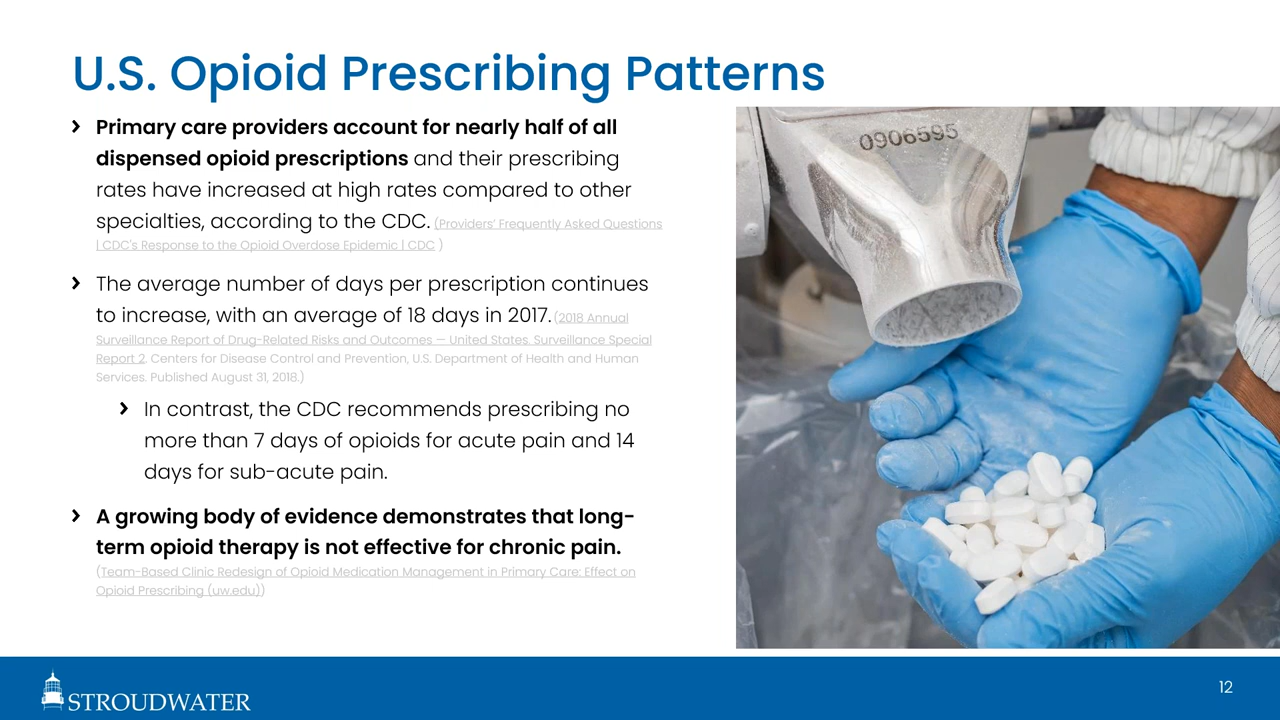 U.S. Opioid Prescribing Patterns
› Primary care providers account for nearly half of all
dispensed opioid prescriptions and their prescribing
rates have increased at high rates compared to other
specialties, according to the CDC. (Providers' Frequently Asked Questions
| CDC's Response to the Opioid Overdose Epidemic | CDC )
› The average number of days per prescription continues
to increase, with an average of 18 days in 2017. (2018 Annual
Surveillance Report of Drug-Related Risks and Outcomes — United States. Surveillance Special
Report 2. Centers for Disease Control and Prevention, U.S. Department of Health and Human
Services. Published August 31, 2018.)
› In contrast, the CDC recommends prescribing no
more than 7 days of opioids for acute pain and 14
days for sub-acute pain.
› A growing body of evidence demonstrates that long-
term opioid therapy is not effective for chronic pain.
(Team-Based Clinic Redesign of Opioid Medication Management in Primary Care: Effect on
Opioid Prescribing (uw.edu))
0906595
STROUDWATER
12